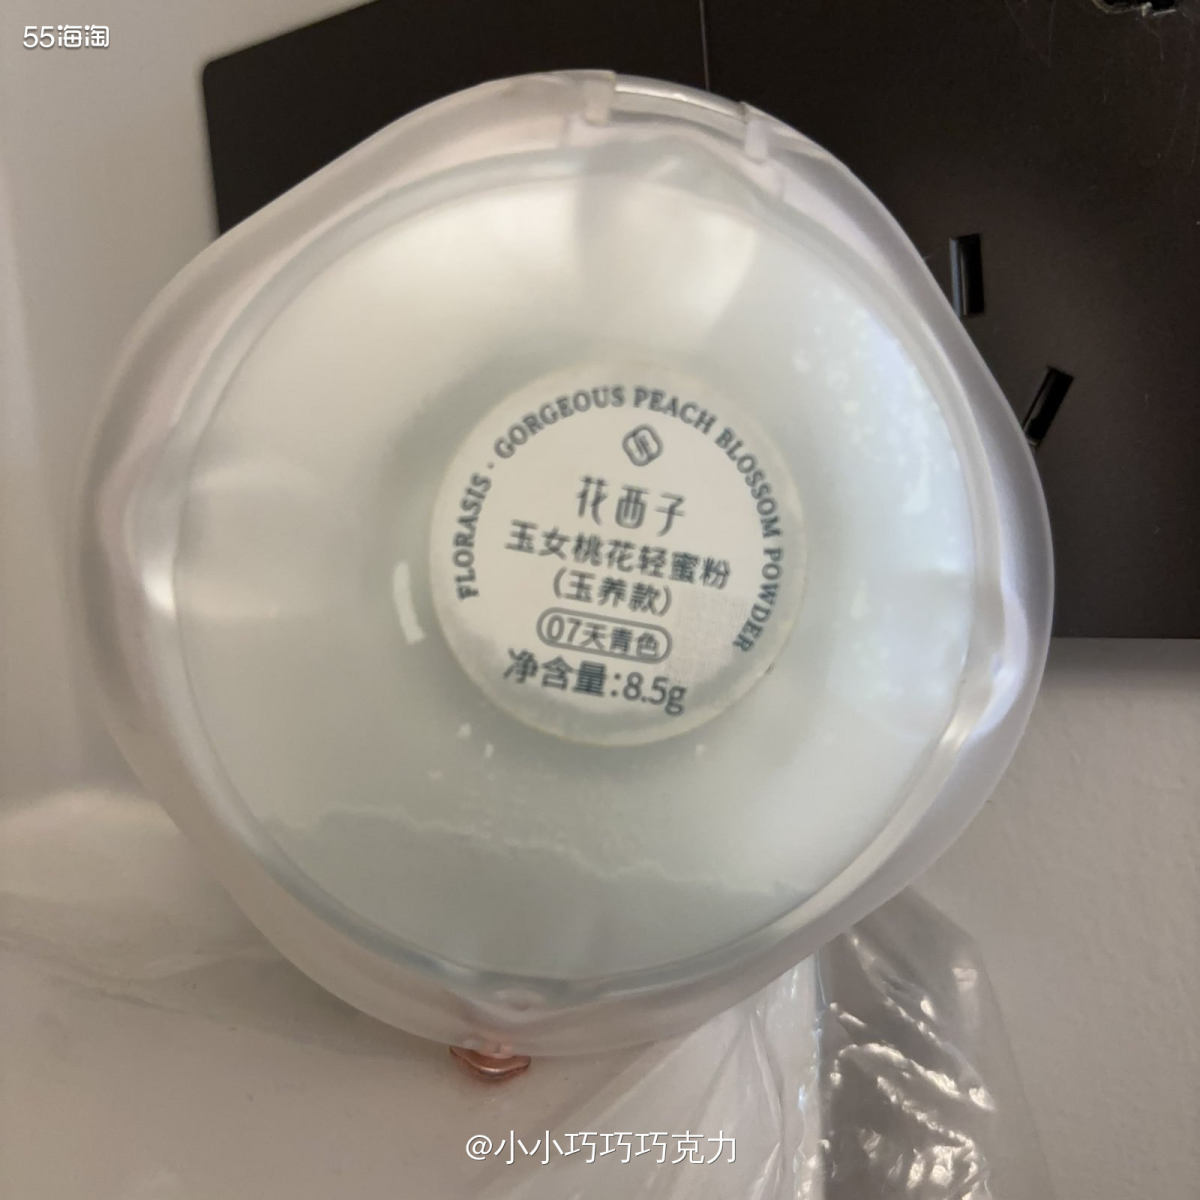 55海淘
FLORASIS · GORGEOUS PEACH BLOSSOM POWDER
花西子
玉女桃花轻蜜粉
(玉养款)
07天青色
净含量:8.5g
@小小巧巧巧克力